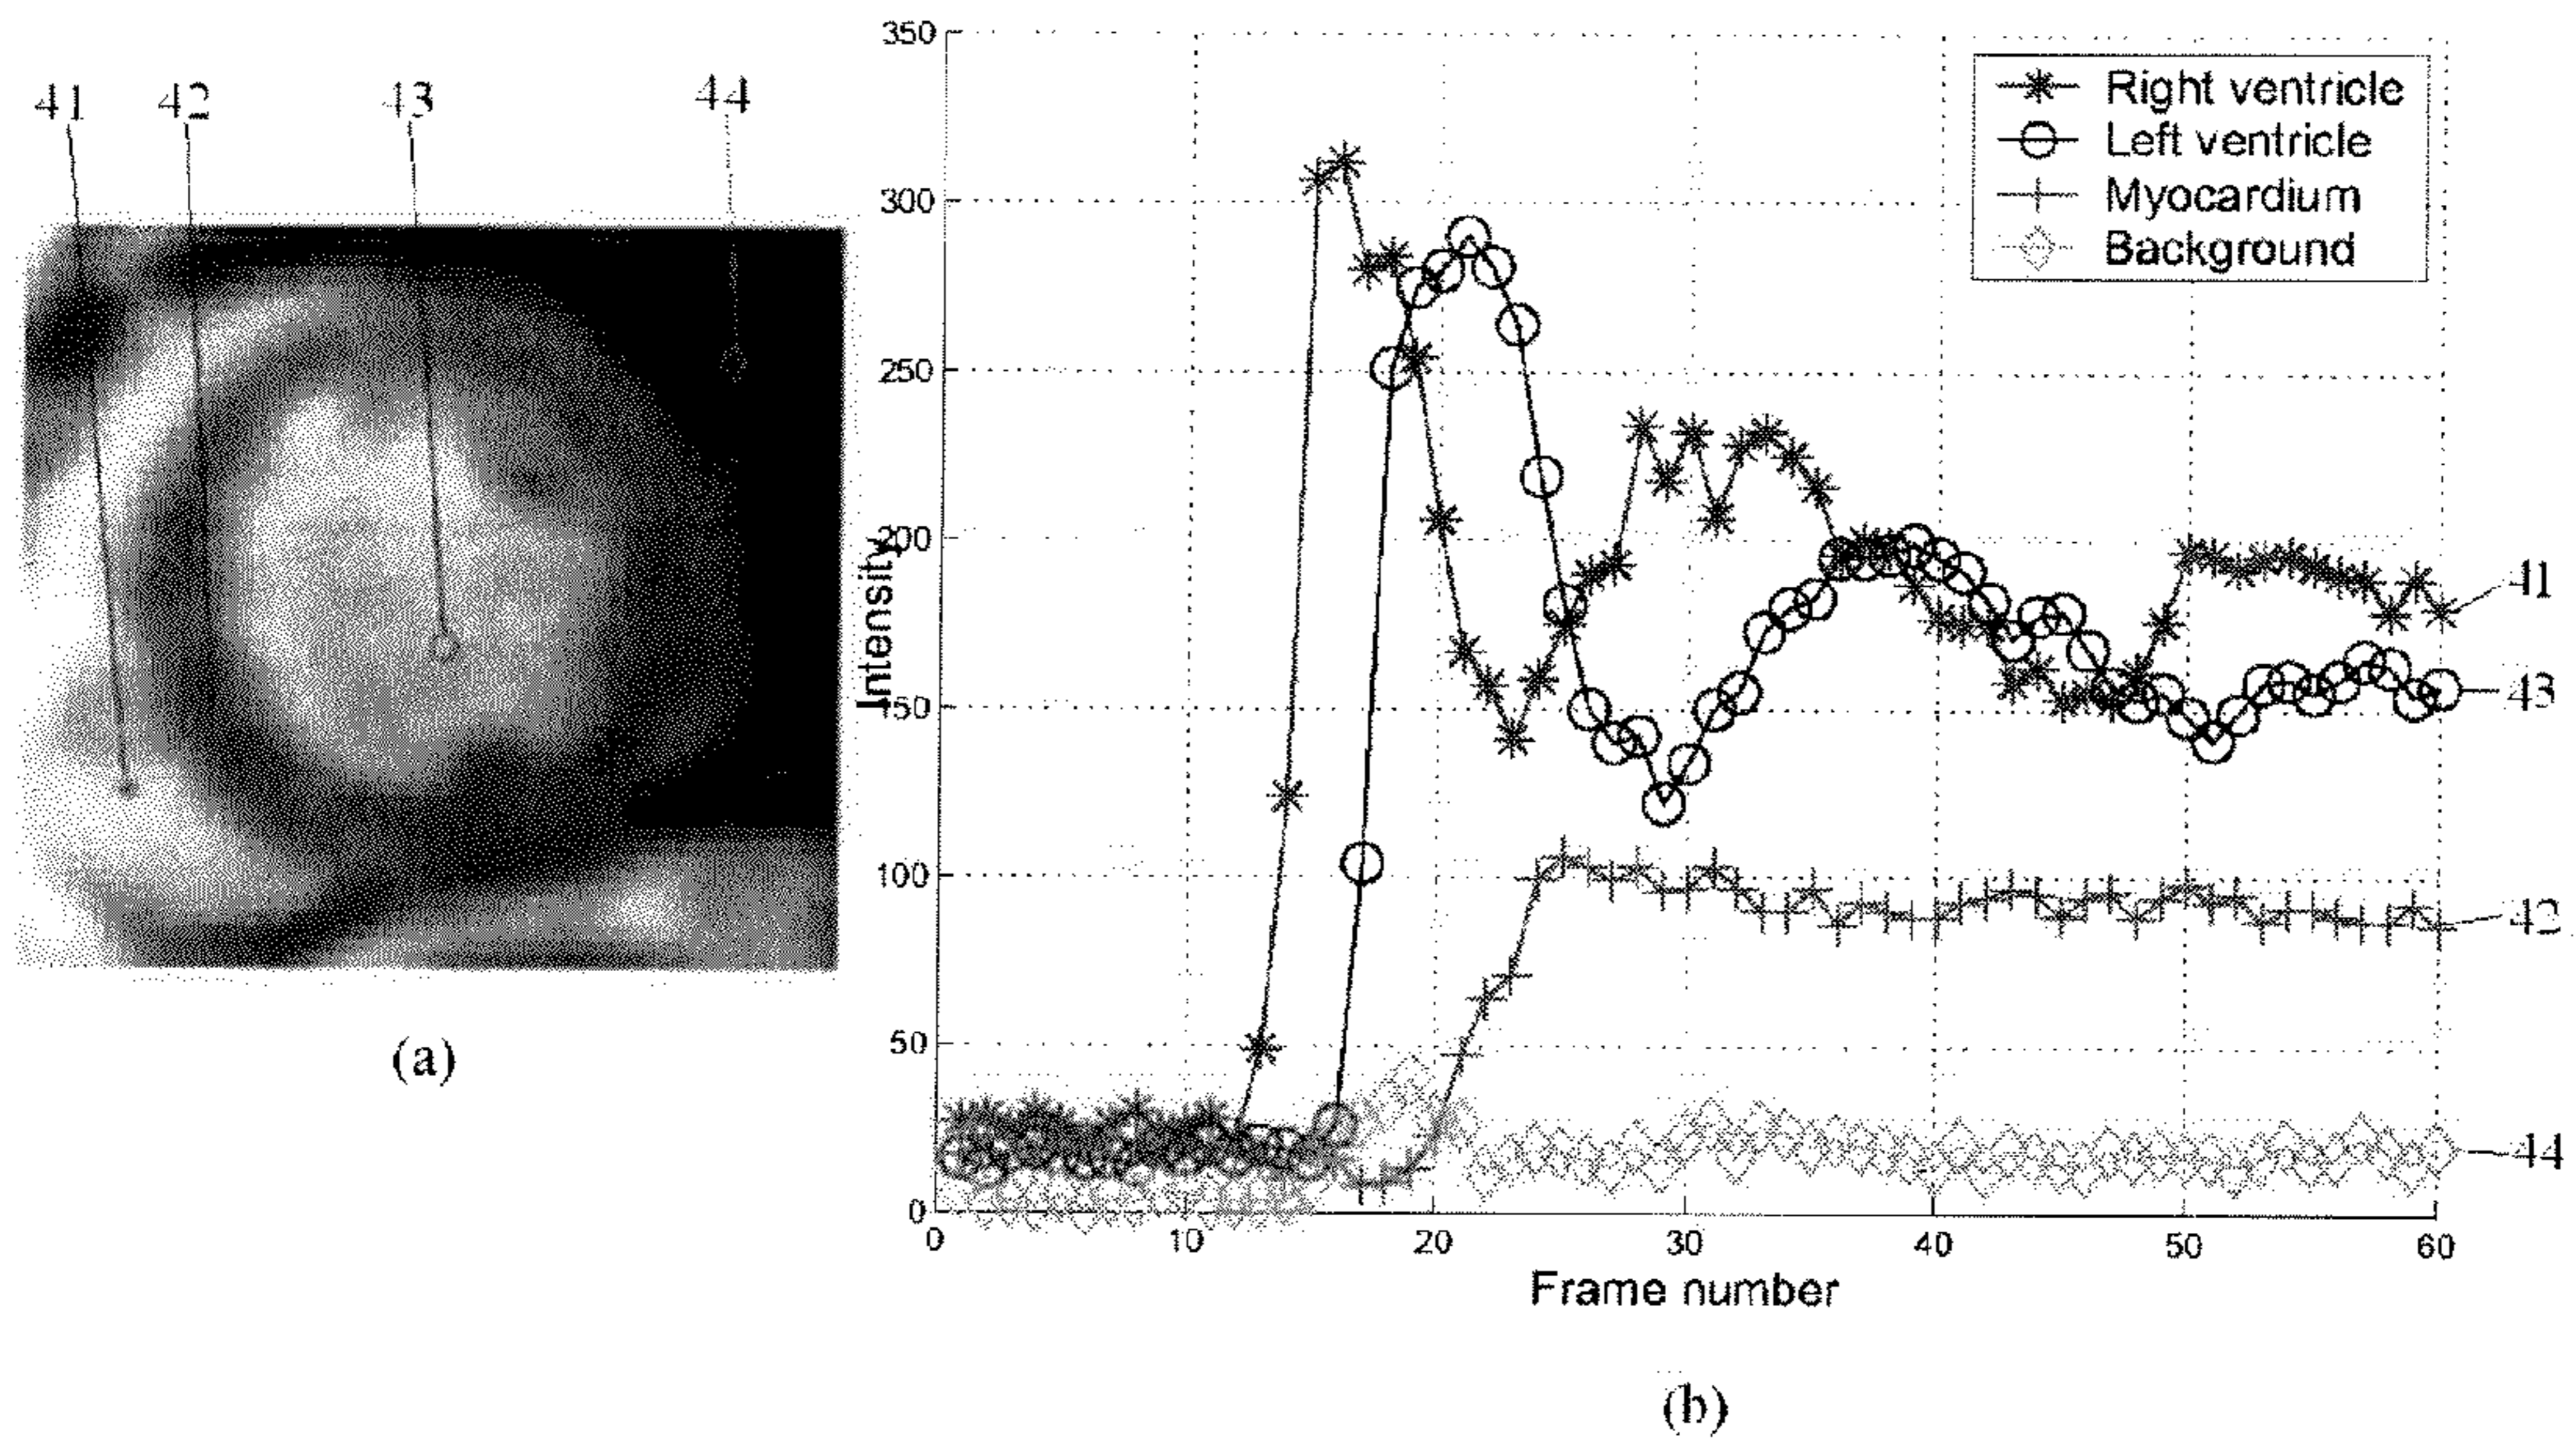 41 42 43 44
(a)
350
300
250
200
150
100
50
0
Intensity
0 10 20 30 40 50 60
Frame number
Right ventricle
Left ventricle
Myocardium
Background
41
43
42
44
(b)